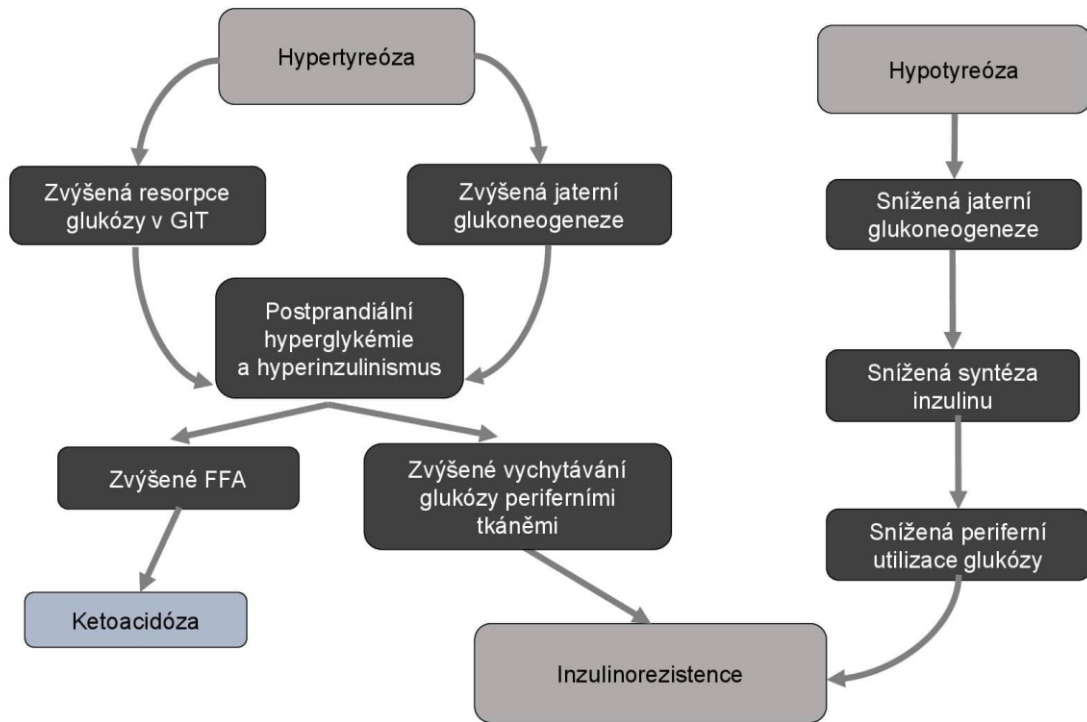 Hypertyreóza
Hypotyreóza
Zvýšená resorpce
glukózy v GIT
Zvýšená jaterní
glukoneogeneze
Snížená jaterní
glukoneogeneze
Postprandiální
hyperglykémie
a hyperinzulinismus
Snížená syntéza
inzulinu
Zvýšené FFA
Zvýšené vychytávání
glukózy periferními
tkáněmi
Snížená periferní
utilizace glukózy
Ketoacidóza
Inzulinorezistence